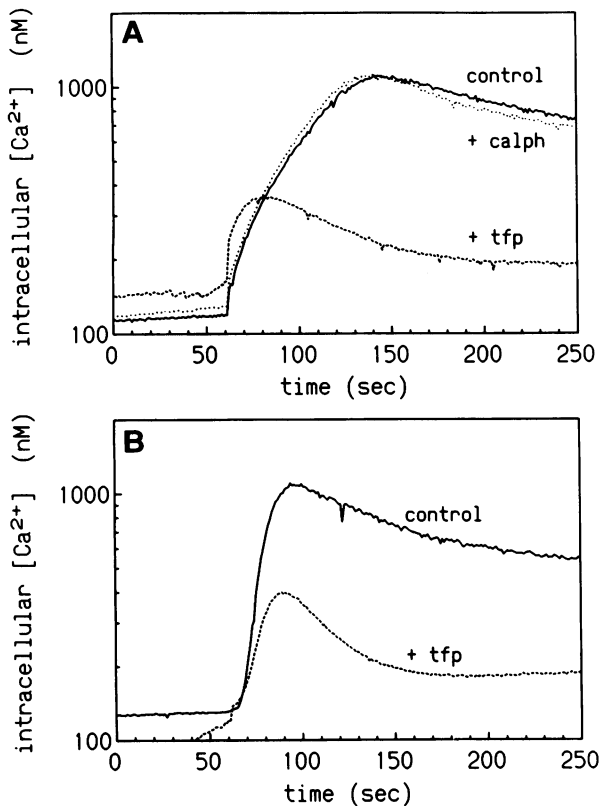 A
intracellular [Ca²⁺] (nM)
1000
100
control
+ calph
+ tfp
0 50 100 150 200 250
time (sec)
B
intracellular [Ca²⁺] (nM)
1000
100
control
+ tfp
0 50 100 150 200 250
time (sec)